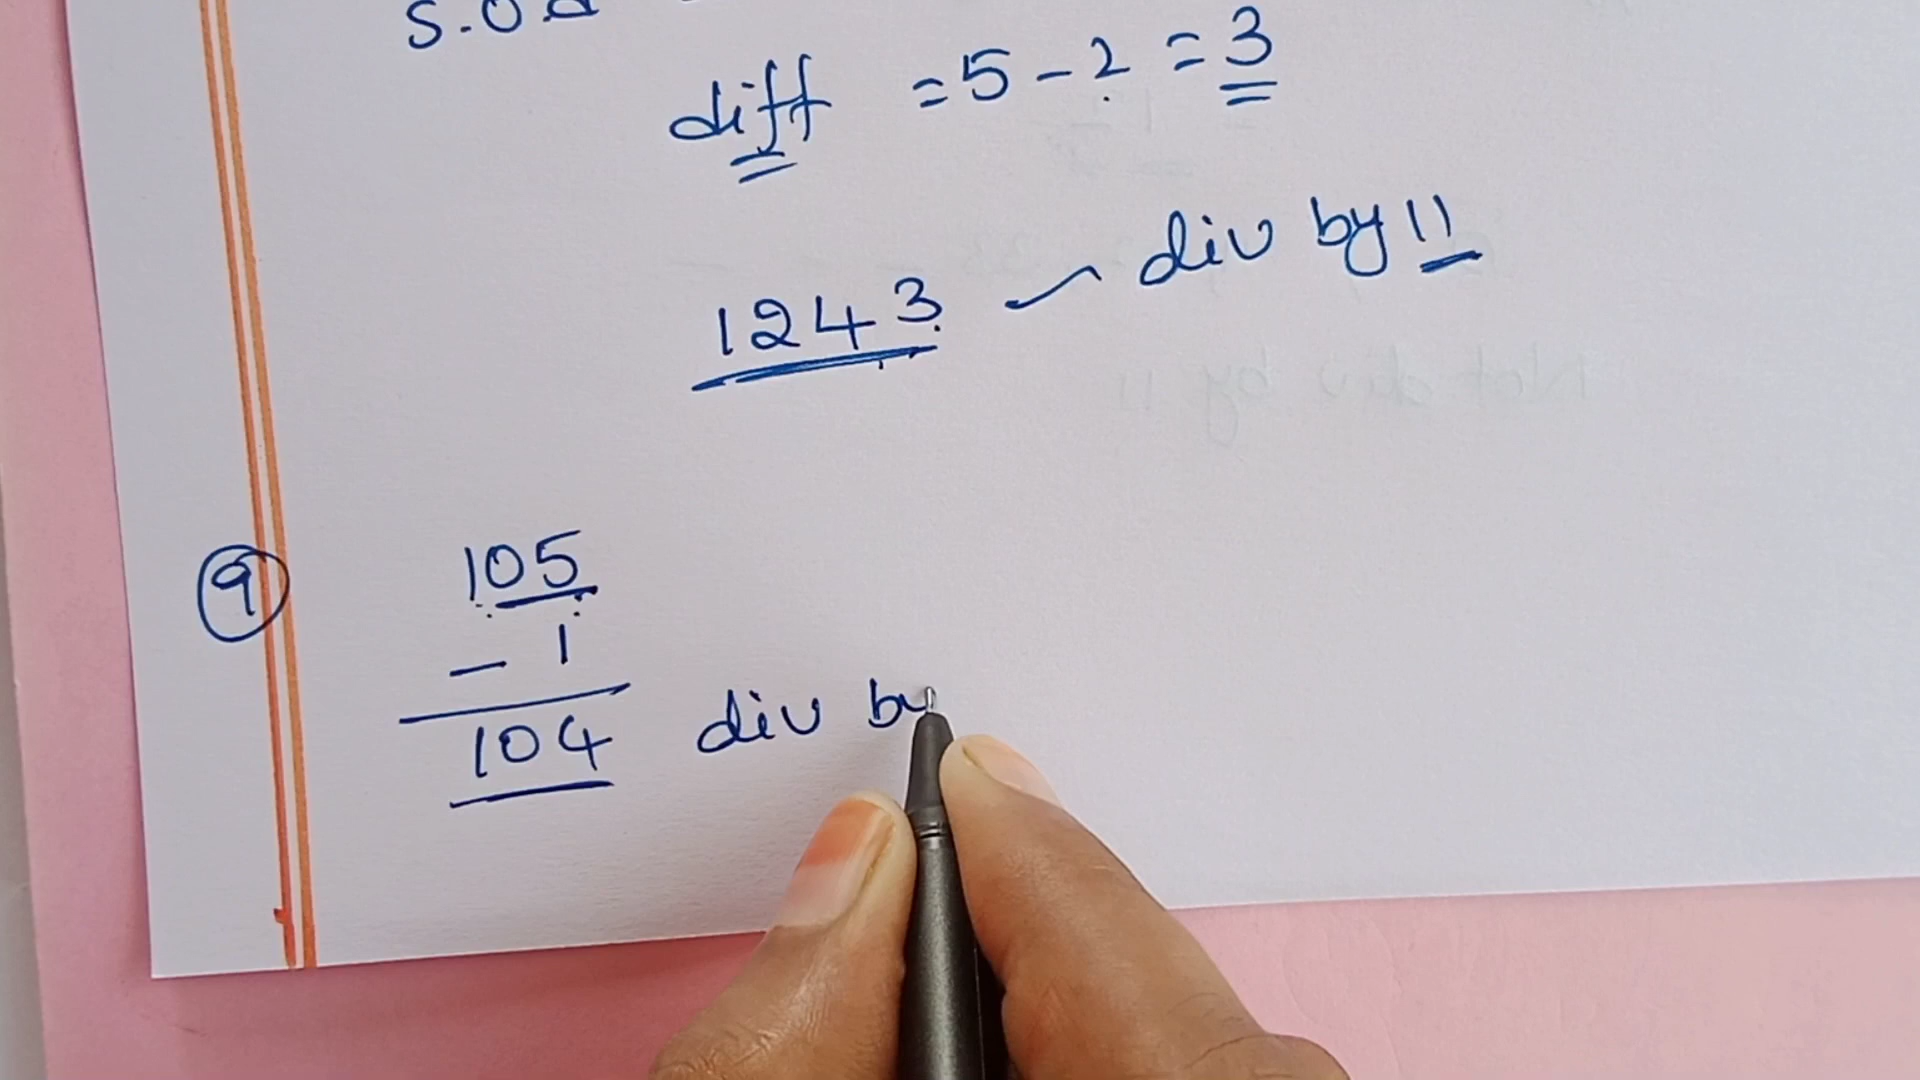 diff = 5 - 2 = 3
1243 div by 11
9
105
- 1
104 div by